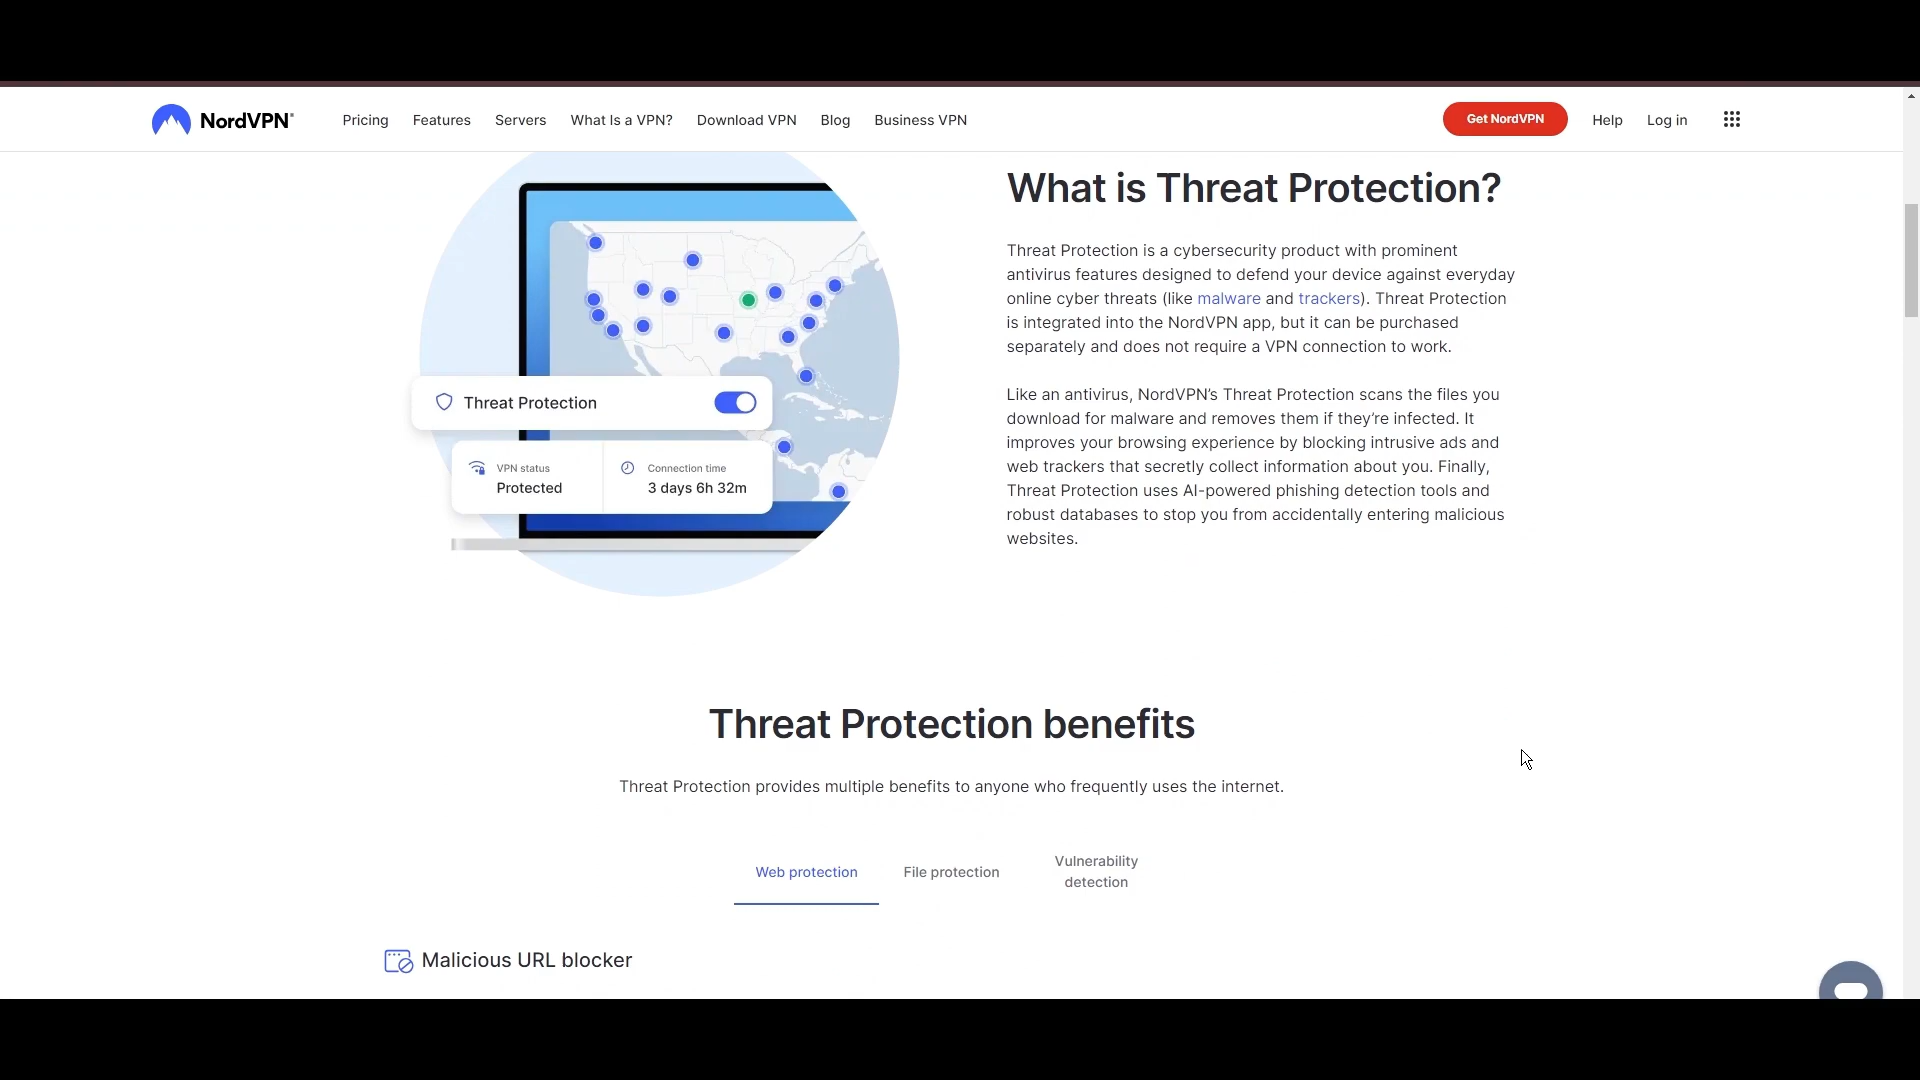 NordVPN®
Pricing
Features
Servers
What Is a VPN?
Download VPN
Blog
Business VPN
Get NordVPN
Help
Log in
What is Threat Protection?
Threat Protection is a cybersecurity product with prominent
antivirus features designed to defend your device against everyday
online cyber threats (like malware and trackers). Threat Protection
is integrated into the NordVPN app, but it can be purchased
separately and does not require a VPN connection to work.
Like an antivirus, NordVPN’s Threat Protection scans the files you
download for malware and removes them if they’re infected. It
improves your browsing experience by blocking intrusive ads and
web trackers that secretly collect information about you. Finally,
Threat Protection uses AI-powered phishing detection tools and
robust databases to stop you from accidentally entering malicious
websites.
Threat Protection
VPN status
Protected
Connection time
3 days 6h 32m
Threat Protection benefits
Threat Protection provides multiple benefits to anyone who frequently uses the internet.
Web protection
File protection
Vulnerability
detection
Malicious URL blocker